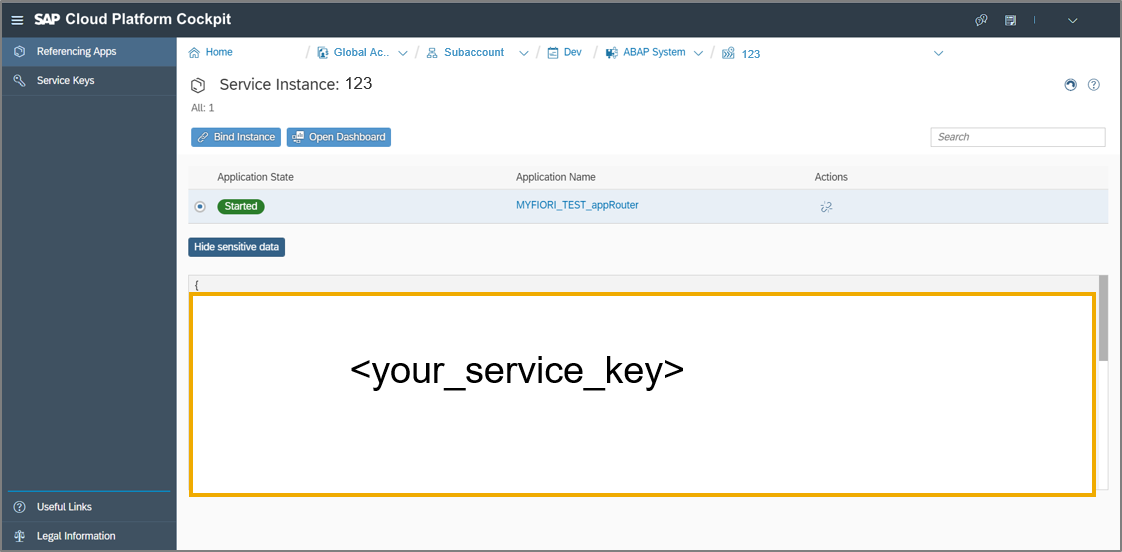 SAP Cloud Platform Cockpit
Referencing Apps
Service Keys
Home / Global Ac.. / Subaccount / Dev / ABAP System / 123
Service Instance: 123
All: 1
Bind Instance
Open Dashboard
Search
Application State Application Name Actions
Started MYFIORI_TEST_appRouter
Hide sensitive data
{
<your_service_key>
Useful Links
Legal Information